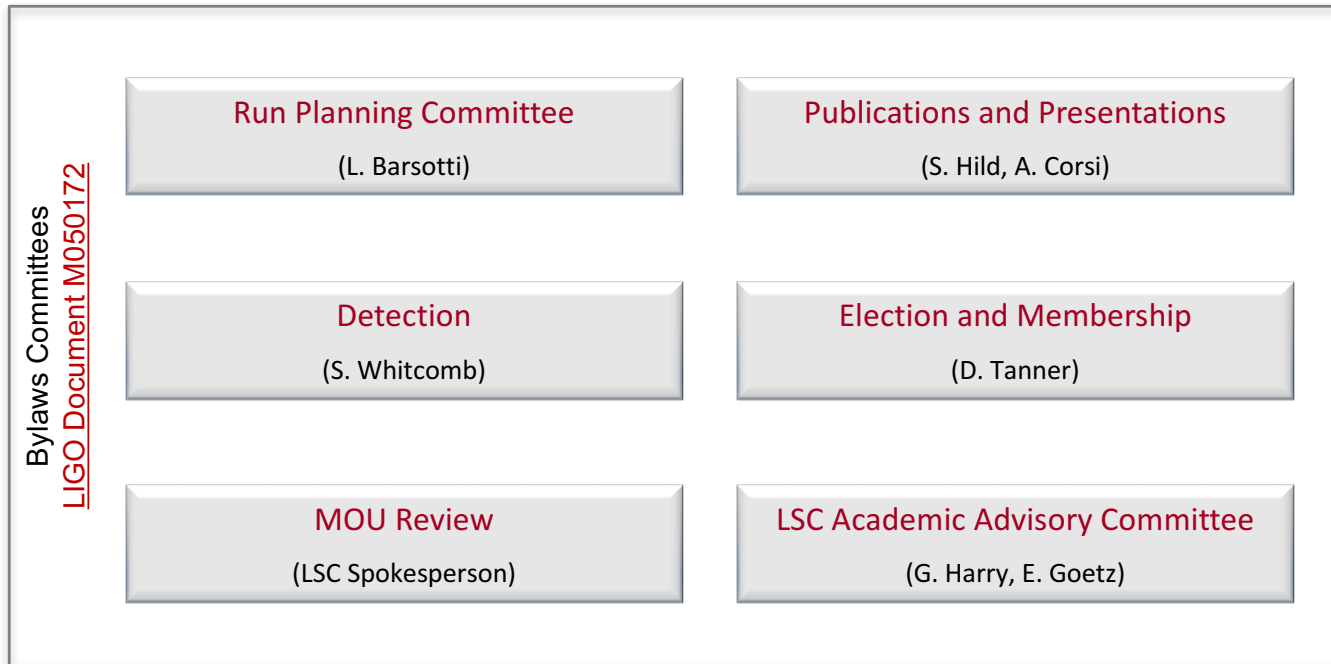 Bylaws Committees
LIGO Document M050172
Run Planning Committee
(L. Barsotti)
Publications and Presentations
(S. Hild, A. Corsi)
Detection
(S. Whitcomb)
Election and Membership
(D. Tanner)
MOU Review
(LSC Spokesperson)
LSC Academic Advisory Committee
(G. Harry, E. Goetz)